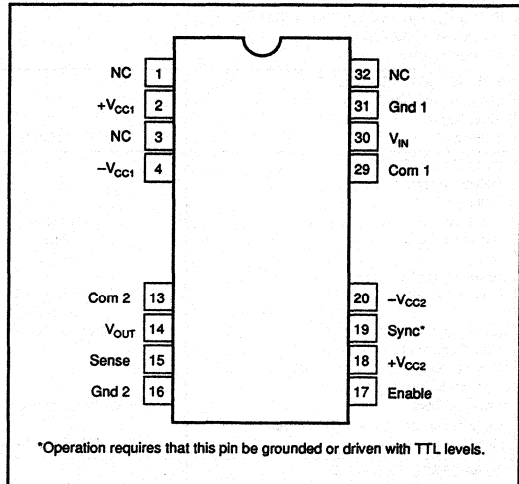 NC 1 32 NC
+VCC1 2 31 Gnd 1
NC 3 30 VIN
–VCC1 4 29 Com 1
Com 2 13 20 –VCC2
VOUT 14 19 Sync*
Sense 15 18 +VCC2
Gnd 2 16 17 Enable
*Operation requires that this pin be grounded or driven with TTL levels.